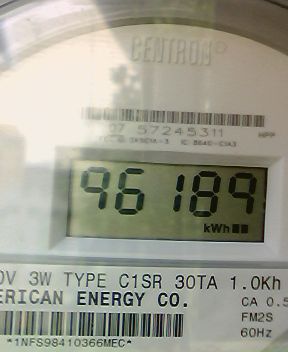 CENTRON®
07 57245311
96189
kWh
0V 3W TYPE C1SR 30TA 1.0Kh
ERICAN ENERGY CO.
CA 0.5
FM2S
60Hz
*1NFS98410366MEC*